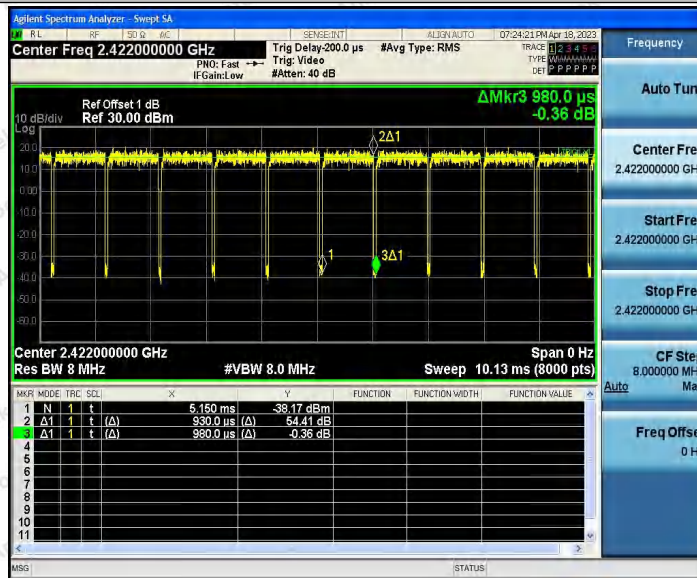 Agilent Spectrum Analyzer - Swept SA
RL RF 50 Ω AC SENSE:INT ALIGN AUTO 07:24:21 PM Apr 18, 2023
Center Freq 2.422000000 GHz Trig Delay-200.0 µs #Avg Type: RMS TRACE 1 2 3 4 5 6
PNO: Fast Trig: Video TYPE
IFGain:Low #Atten: 40 dB DET P P P P P P
ΔMkr3 980.0 µs
-0.36 dB
Ref Offset 1 dB
10 dB/div Ref 30.00 dBm
Log
20.0
10.0
0.00
-10.0
-20.0
-30.0
-40.0
-50.0
-60.0
2Δ1
1
3Δ1
Center 2.422000000 GHz Span 0 Hz
Res BW 8 MHz #VBW 8.0 MHz Sweep 10.13 ms (8000 pts)
MKR MODE TRC SCL X Y FUNCTION FUNCTION WIDTH FUNCTION VALUE
1 N 1 t 5.150 ms -38.17 dBm
2 Δ1 1 t (Δ) 930.0 µs (Δ) 54.41 dB
3 Δ1 1 t (Δ) 980.0 µs (Δ) -0.36 dB
4
5
6
7
8
9
10
11
MSG STATUS
Frequency
Auto Tun
Center Fre
2.422000000 GH
Start Fre
2.422000000 GH
Stop Fre
2.422000000 GH
CF Ste
8.000000 MH
Auto Ma
Freq Offse
0 H